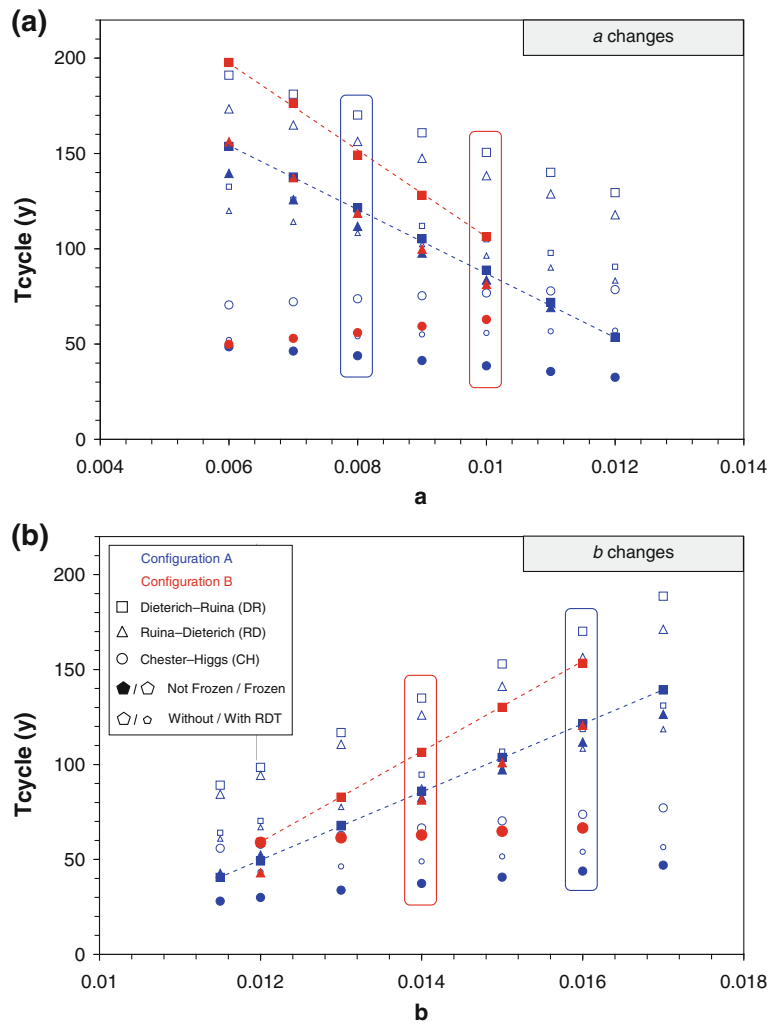 (a)
a changes
200
150
100
50
0
Tcycle (y)
0.004 0.006 0.008 0.01 0.012 0.014
a
(b)
b changes
Configuration A
Configuration B
Dieterich–Ruina (DR)
Ruina–Dieterich (RD)
Chester–Higgs (CH)
/ Not Frozen / Frozen
/ Without / With RDT
200
150
100
50
0
Tcycle (y)
0.01 0.012 0.014 0.016 0.018
b